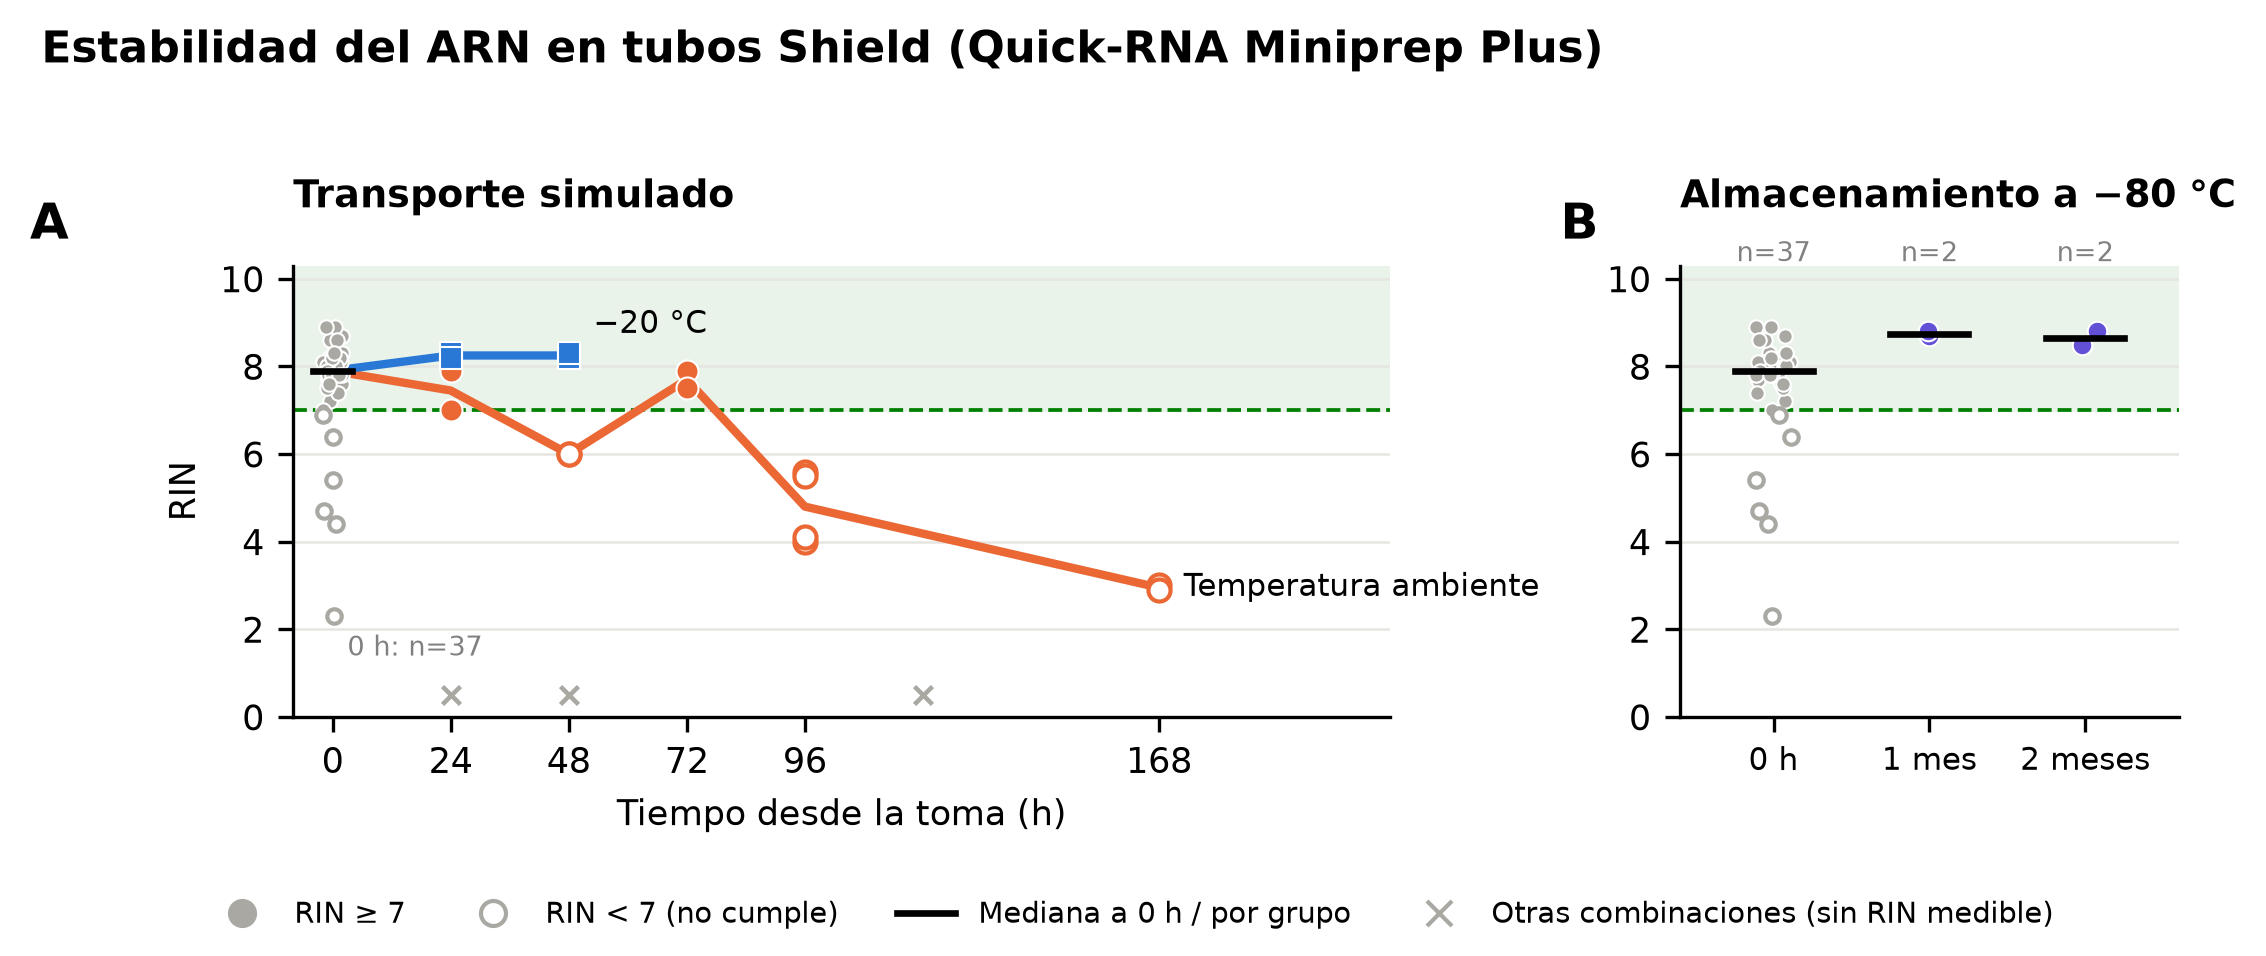 Estabilidad del ARN en tubos Shield (Quick-RNA Miniprep Plus)
A
Transporte simulado
10
8
6
4
2
0
RIN
−20 °C
Temperatura ambiente
0 h: n=37
0 24 48 72 96 168
Tiempo desde la toma (h)
B
Almacenamiento a −80 °C
n=37 n=2 n=2
10
8
6
4
2
0
0 h 1 mes 2 meses
RIN ≥ 7 RIN < 7 (no cumple) Mediana a 0 h / por grupo Otras combinaciones (sin RIN medible)